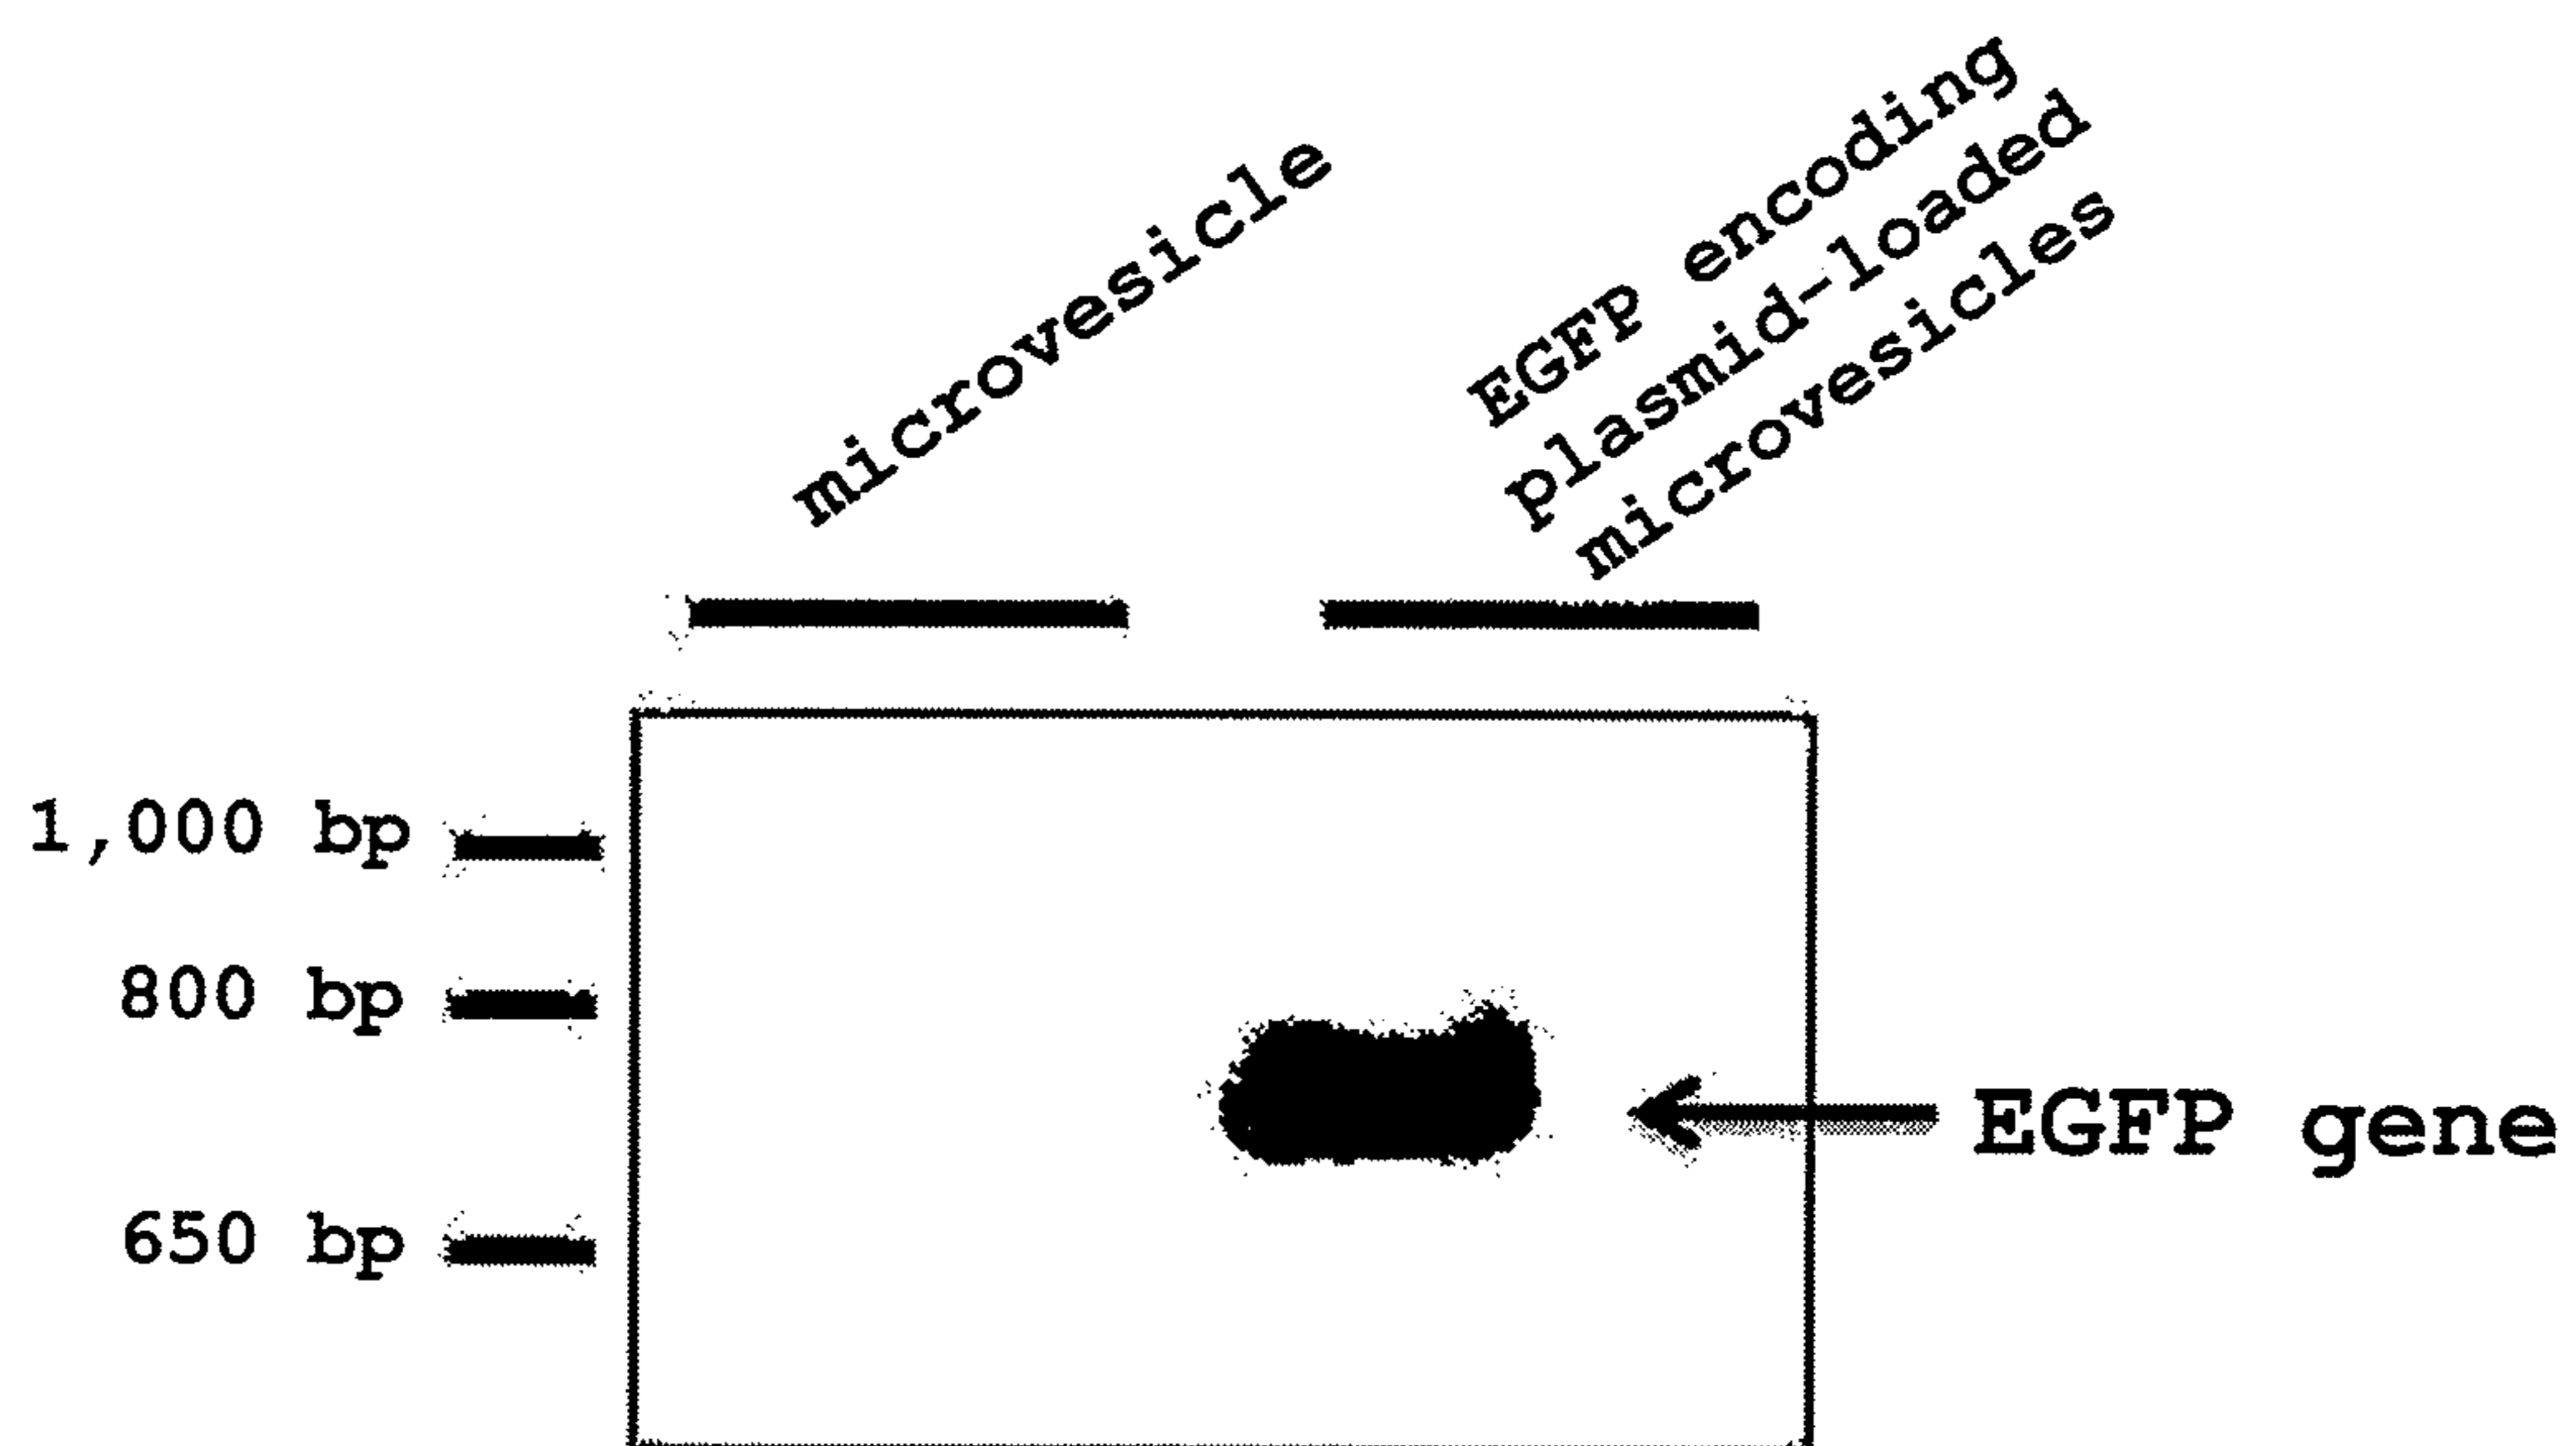 microvesicle
EGFP encoding
plasmid-loaded
microvesicles
1,000 bp
800 bp
650 bp
EGFP gene